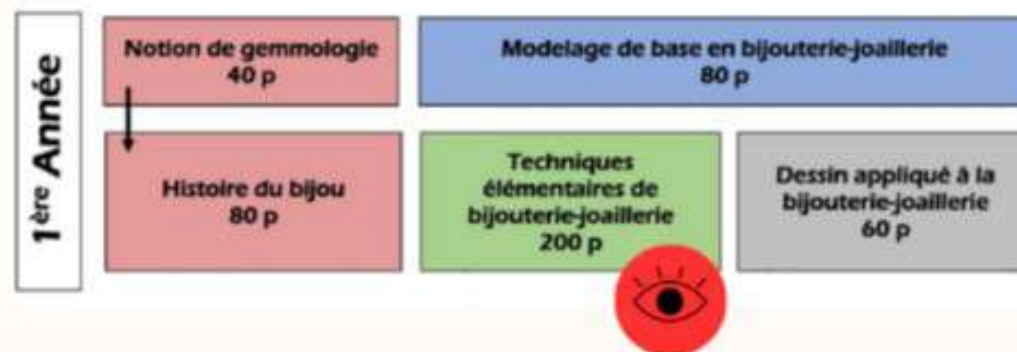 1ère Année
Notion de gemmologie
40 p
Modelage de base en bijouterie-joaillerie
80 p
Histoire du bijou
80 p
Techniques
élémentaires de
bijouterie-joaillerie
200 p
Dessin appliqué à la
bijouterie-joaillerie
60 p